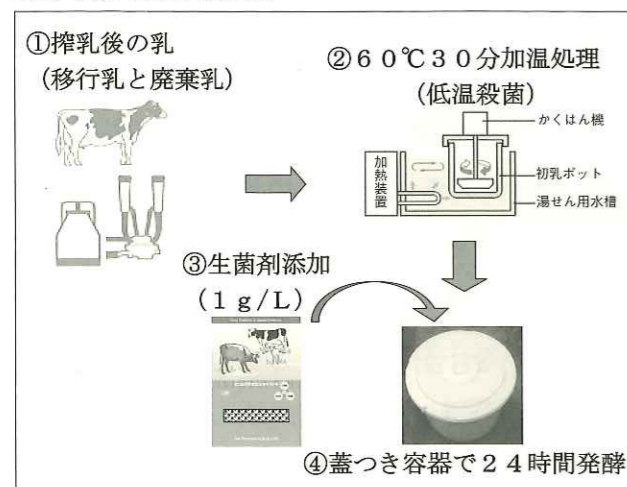 ①搾乳後の乳
(移行乳と廃棄乳)
②60℃30分加温処理
(低温殺菌)
かくはん機
加熱装置
初乳ポット
湯せん用水槽
③生菌剤添加
(1g/L)
④蓋つき容器で24時間発酵